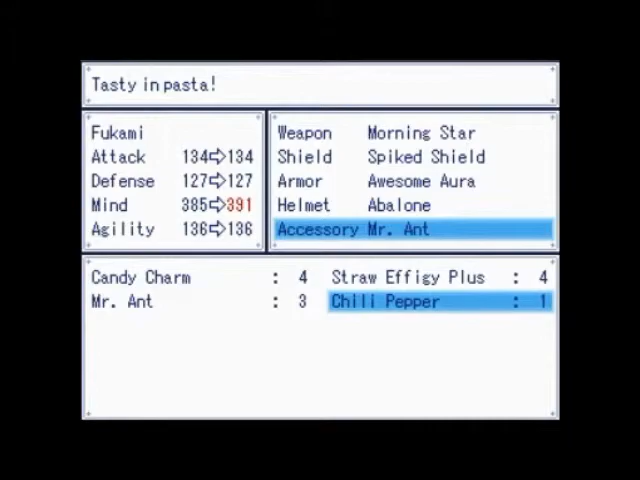 Tasty in pasta!
Fukami
Attack 134⇨134
Defense 127⇨127
Mind 385⇨391
Agility 136⇨136
Weapon Morning Star
Shield Spiked Shield
Armor Awesome Aura
Helmet Abalone
Accessory Mr. Ant
Candy Charm : 4 Straw Effigy Plus : 4
Mr. Ant : 3 Chili Pepper : 1